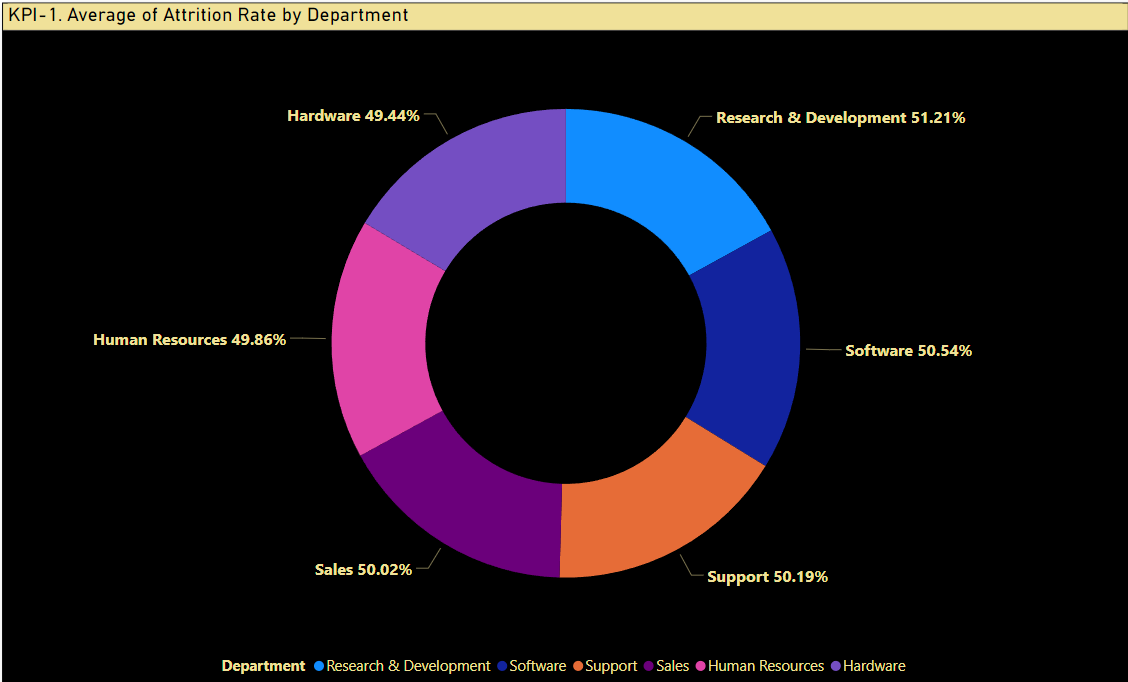 KPI-1. Average of Attrition Rate by Department
Hardware 49.44%
Research & Development 51.21%
Human Resources 49.86%
Software 50.54%
Sales 50.02%
Support 50.19%
Department Research & Development Software Support Sales Human Resources Hardware